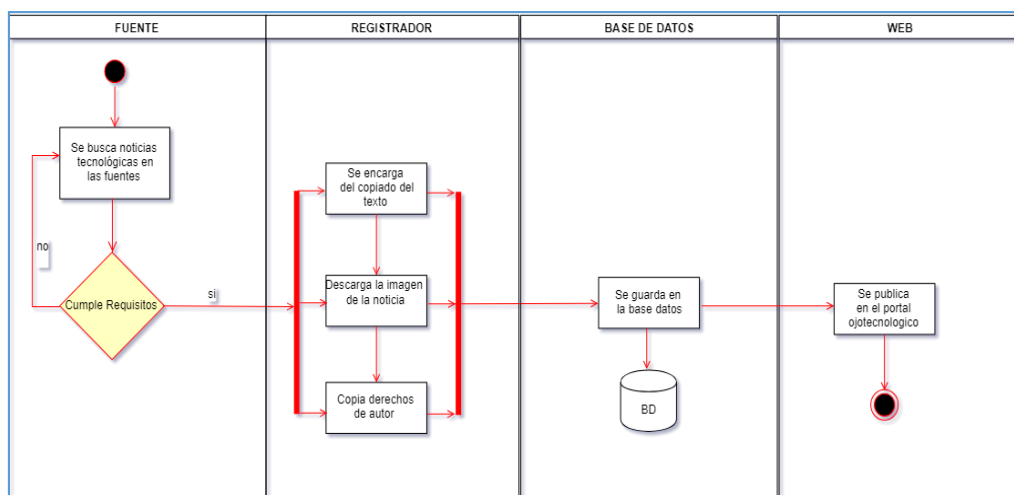 FUENTE
REGISTRADOR
BASE DE DATOS
WEB
Se busca noticias
tecnológicas en
las fuentes
no
Cumple Requisitos
si
Se encarga
del copiado del
texto
Descarga la imagen
de la noticia
Copia derechos
de autor
Se guarda en
la base datos
BD
Se publica
en el portal
ojotecnologico